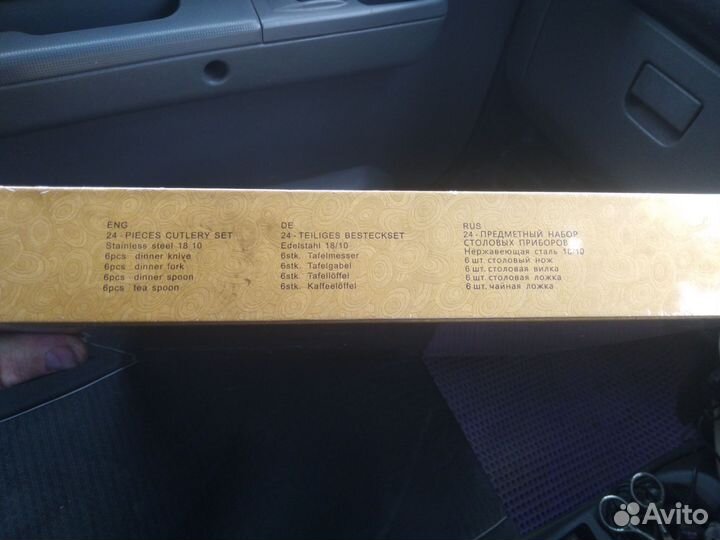 ENG
24 - PIECES CUTLERY SET
Stainless steel 18 10
6pcs dinner knive
6pcs dinner fork
6pcs dinner spoon
6pcs tea spoon
DE
24 - TEILIGES BESTECKSET
Edelstahl 18/10
6stk. Tafelmesser
6stk. Tafelgabel
6stk. Tafellöffel
6stk. Kaffeelöffel
RUS
24 - ПРЕДМЕТНЫЙ НАБОР
СТОЛОВЫХ ПРИБОРОВ
Нержавеющая сталь 18/10
6 шт. столовый нож
6 шт. столовая вилка
6 шт. столовая ложка
6 шт. чайная ложка
Avito